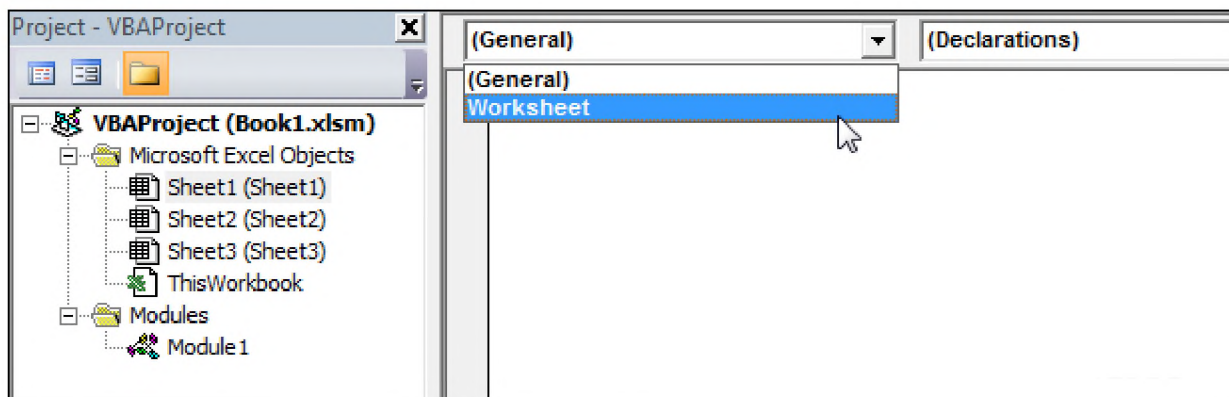 Project - VBAProject
VBAProject (Book1.xlsm)
Microsoft Excel Objects
Sheet1 (Sheet1)
Sheet2 (Sheet2)
Sheet3 (Sheet3)
ThisWorkbook
Modules
Module1
(General)
(Declarations)
(General)
Worksheet